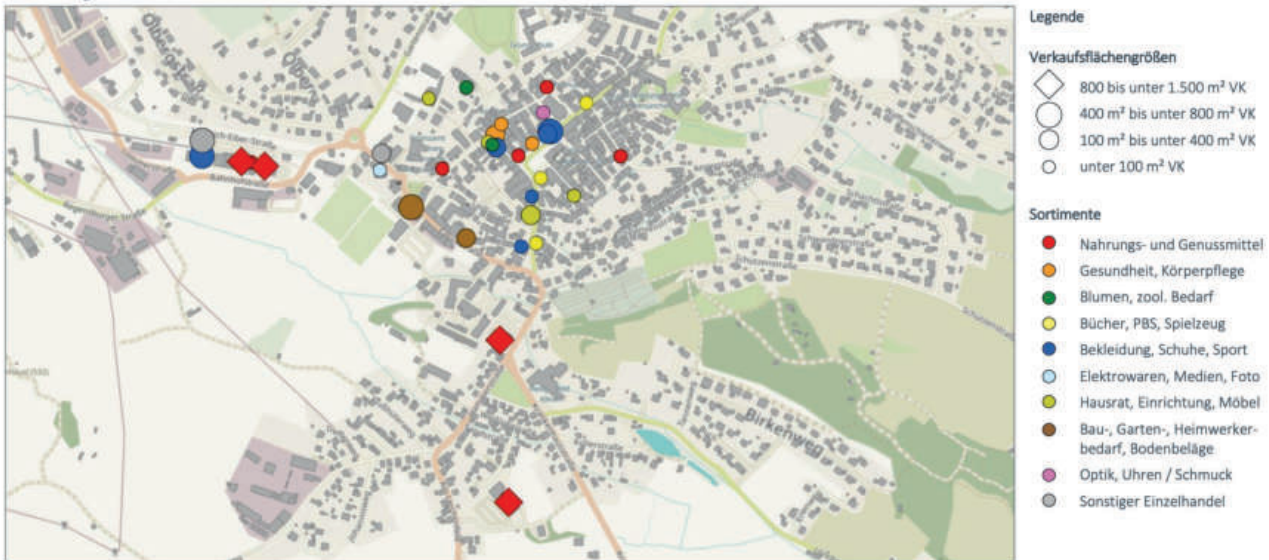 Ölberg
Bahnhofstraße
Schützenstraße
Birkenweg
Legende
Verkaufsflächengrößen
800 bis unter 1.500 m² VK
400 m² bis unter 800 m² VK
100 m² bis unter 400 m² VK
unter 100 m² VK
Sortimente
Nahrungs- und Genussmittel
Gesundheit, Körperpflege
Blumen, zool. Bedarf
Bücher, PBS, Spielzeug
Bekleidung, Schuhe, Sport
Elektrowaren, Medien, Foto
Hausrat, Einrichtung, Möbel
Bau-, Garten-, Heimwerker-
bedarf, Bodenbeläge
Optik, Uhren / Schmuck
Sonstiger Einzelhandel